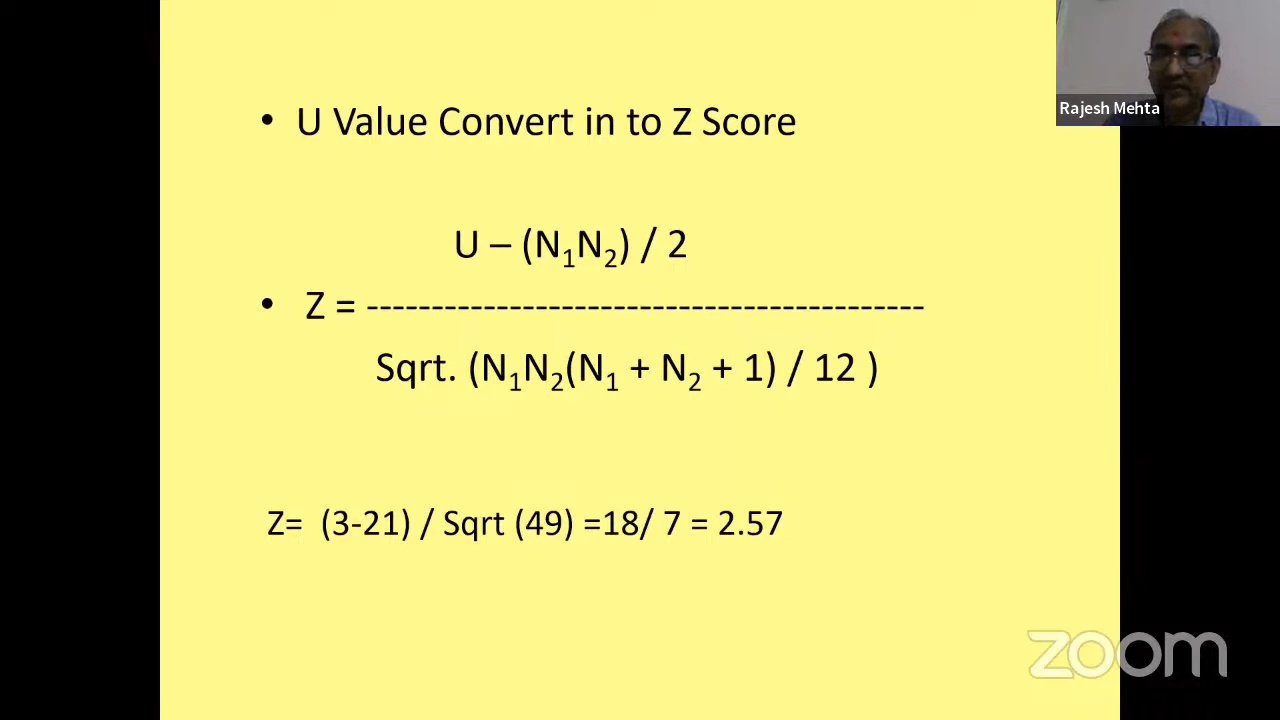 • U Value Convert in to Z Score
U – (N₁N₂) / 2
• Z = -------------------------------------------
Sqrt. (N₁N₂(N₁ + N₂ + 1) / 12 )
Z= (3-21) / Sqrt (49) =18/ 7 = 2.57
Rajesh Mehta
zoom